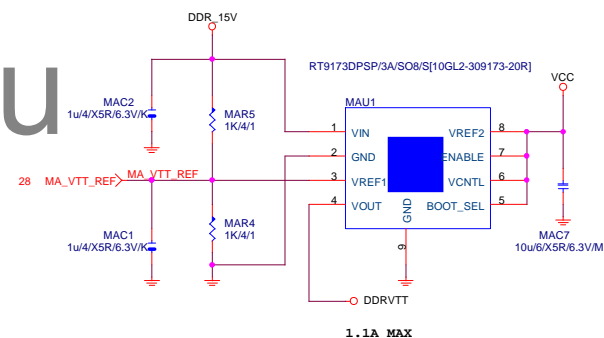 DDR_15V
RT9173DPSP/3A/SO8/S[10GL2-309173-20R]
VCC
u
MAC2
1u/4/X5R/6.3V/K
MAR5
1K/4/1
MAU1
1 VIN VREF2 8
2 GND ENABLE 7
28 MA_VTT_REF MA_VTT_REF 3 VREF1 VCNTL 6
4 VOUT BOOT_SEL 5
GND
9
MAC1
1u/4/X5R/6.3V/K
MAR4
1K/4/1
MAC7
10u/6/X5R/6.3V/M
DDRVTT
1.1A MAX